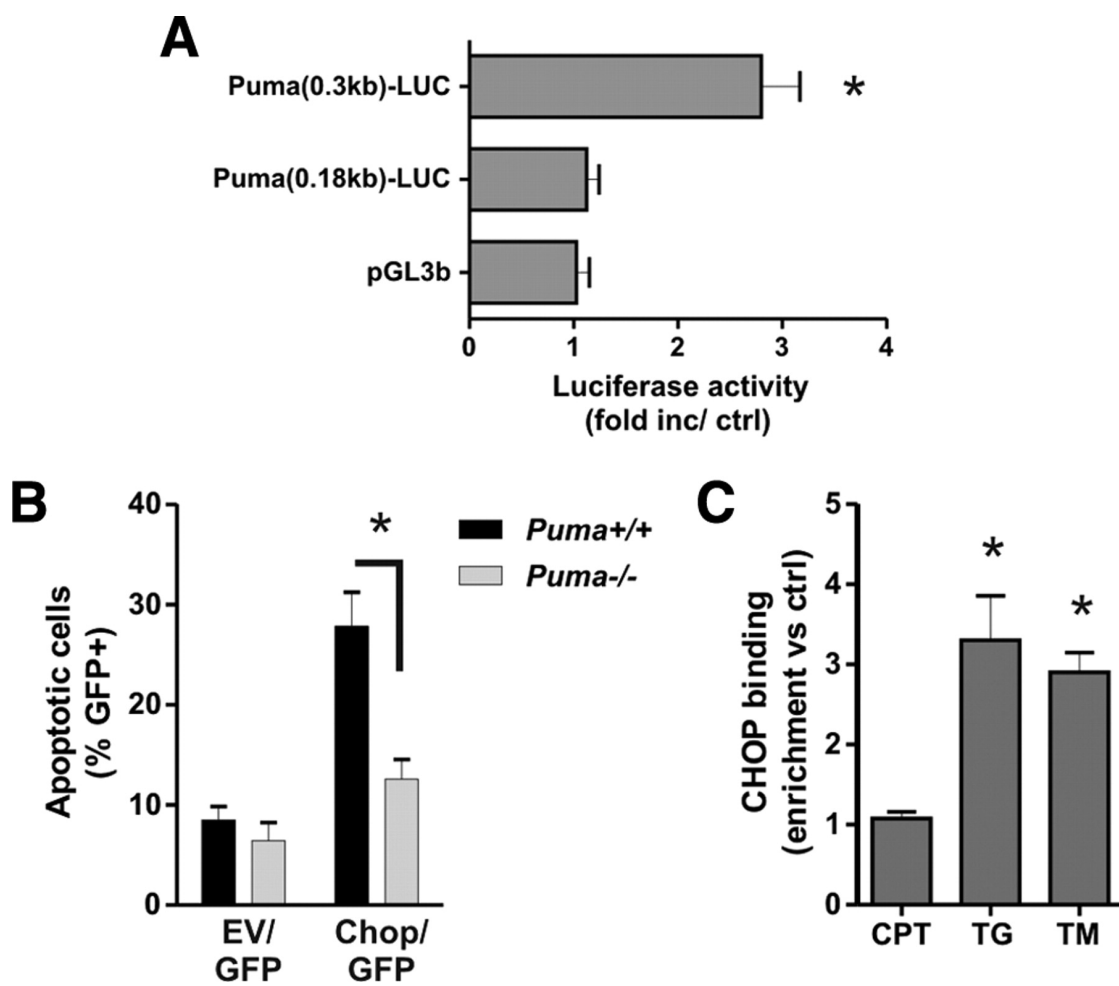 A
Puma(0.3kb)-LUC
*
Puma(0.18kb)-LUC
pGL3b
0 1 2 3 4
Luciferase activity
(fold inc/ ctrl)
B
Apoptotic cells
(% GFP+)
40
30
20
10
0
*
Puma+/+
Puma-/-
EV/
GFP
Chop/
GFP
C
CHOP binding
(enrichment vs ctrl)
5
4
3
2
1
0
*
*
CPT TG TM